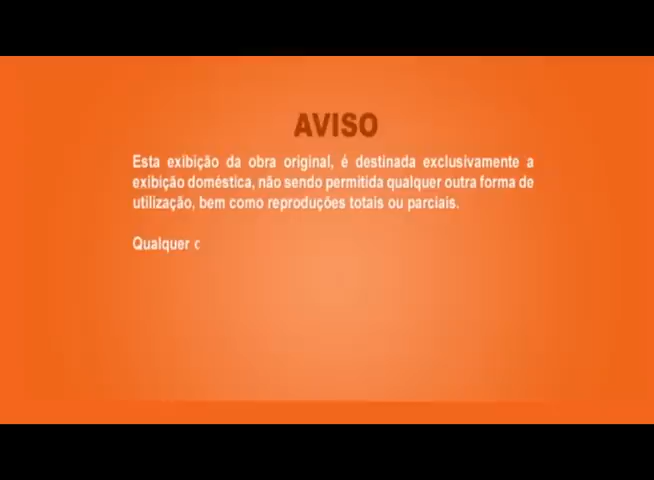 AVISO
Esta exibição da obra original, é destinada exclusivamente a
exibição doméstica, não sendo permitida qualquer outra forma de
utilização, bem como reproduções totais ou parciais.
Qualquer c